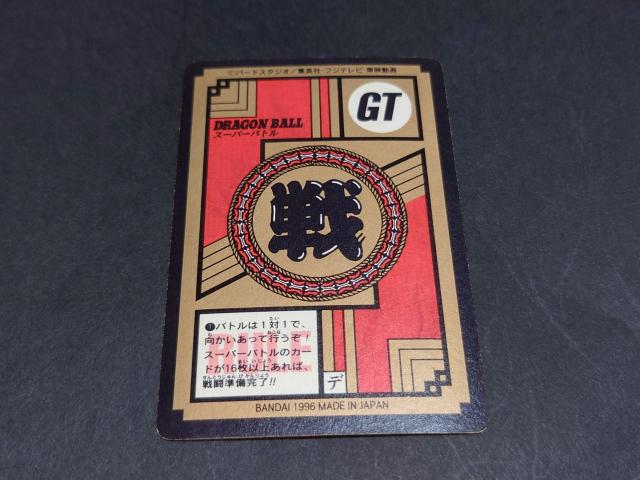 ©バードスタジオ/集英社・フジテレビ・東映動画
GT
DRAGON BALL
スーパーバトル
戦
RULE
❶バトルは1対1で、
向かいあって行うぞ!
スーパーバトルのカー
ドが16枚以上あれば、
戦闘準備完了!!
デ
BANDAI 1996 MADE IN JAPAN